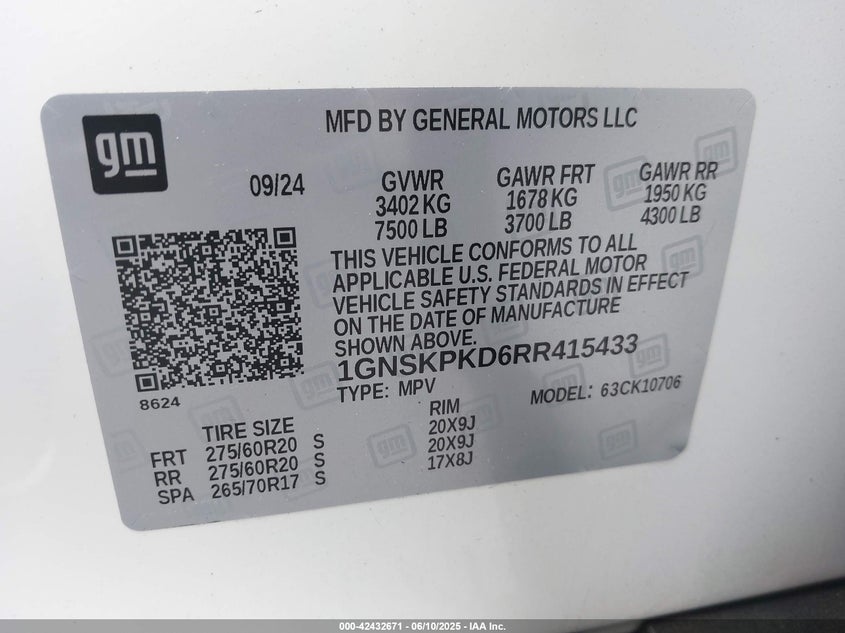 gm
MFD BY GENERAL MOTORS LLC
09/24
GVWR
3402 KG
7500 LB
GAWR FRT
1678 KG
3700 LB
GAWR RR
1950 KG
4300 LB
THIS VEHICLE CONFORMS TO ALL
APPLICABLE U.S. FEDERAL MOTOR
VEHICLE SAFETY STANDARDS IN EFFECT
ON THE DATE OF MANUFACTURE
SHOWN ABOVE.
1GNSKPKD6RR415433
TYPE: MPV
MODEL: 63CK10706
8624
TIRE SIZE RIM
FRT 275/60R20 S 20X9J
RR 275/60R20 S 20X9J
SPA 265/70R17 S 17X8J
000-42432671 - 06/10/2025 - IAA Inc.